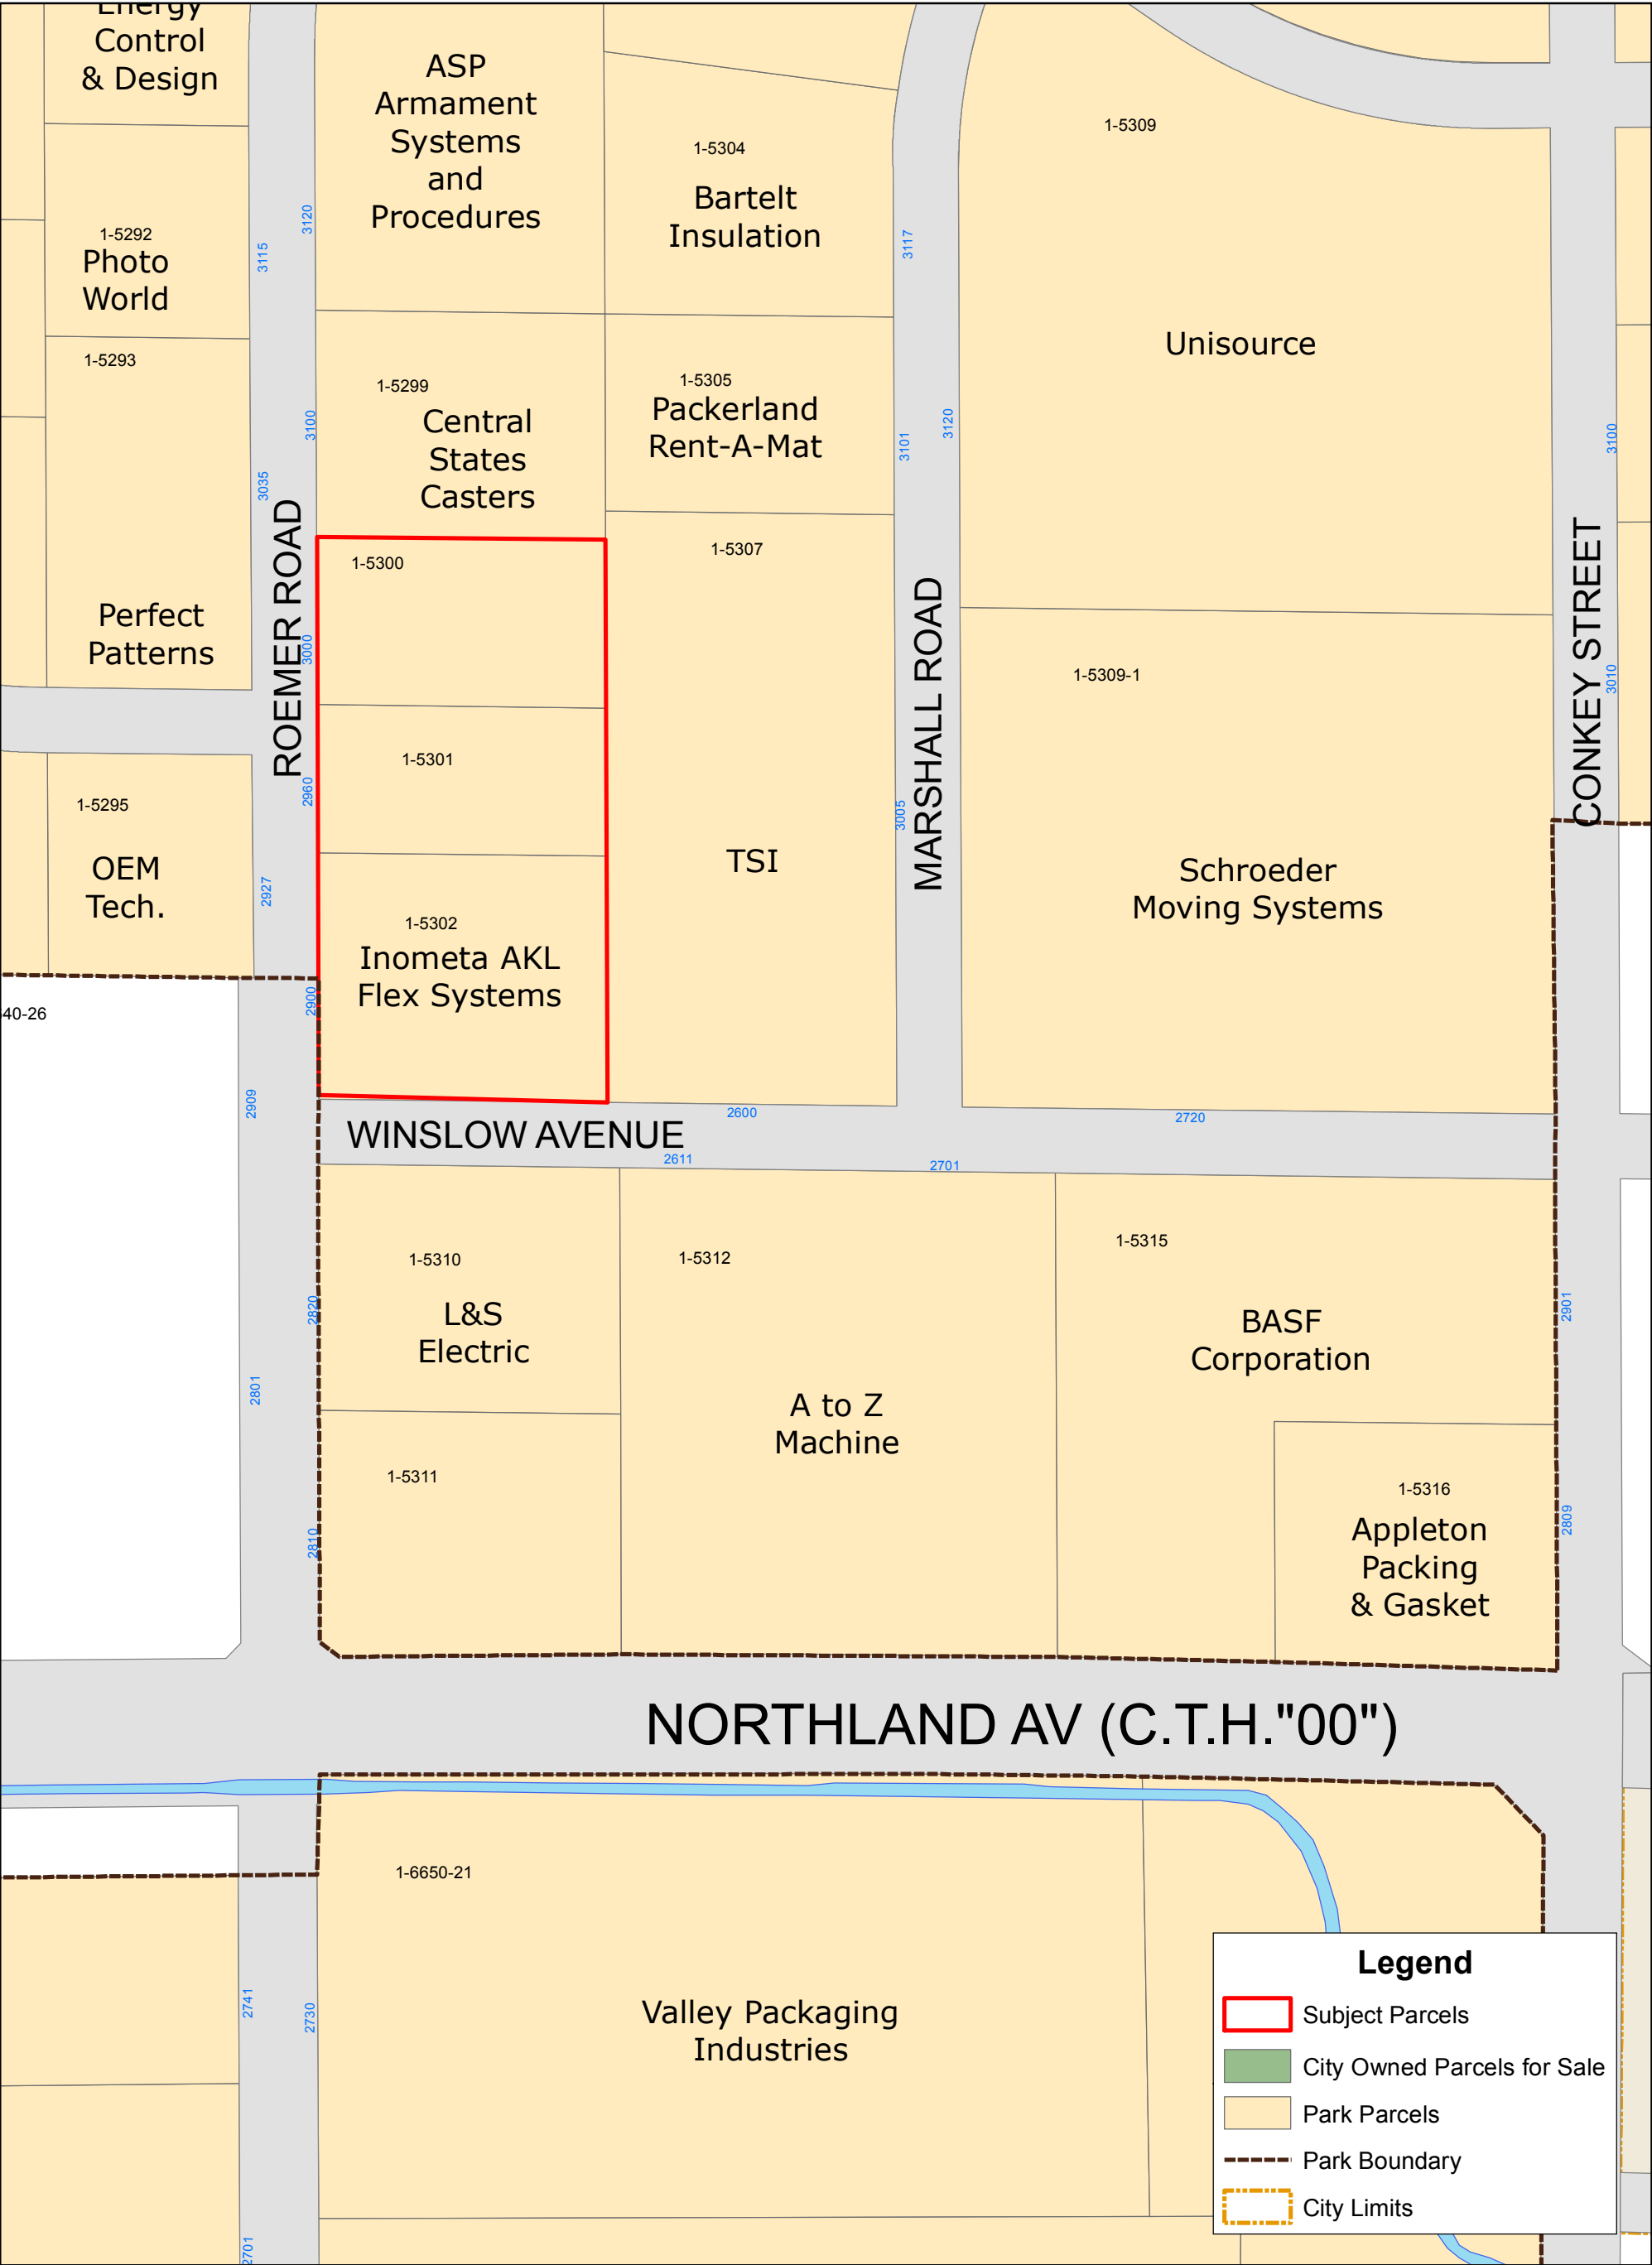 Energy
Control
& Design
ASP
Armament
Systems
and
Procedures
1-5304
Bartelt
Insulation
1-5309
Unisource
1-5292
Photo
World
3115
3120
3117
1-5293
Perfect
Patterns
3035
3100
1-5299
Central
States
Casters
1-5305
Packerland
Rent-A-Mat
3101
3120
3100
ROEMER ROAD
3000
2960
1-5300
1-5301
1-5302
Inometa AKL
Flex Systems
1-5307
TSI
3005
MARSHALL ROAD
1-5309-1
Schroeder
Moving Systems
CONKEY STREET
3010
1-5295
OEM
Tech.
2927
2900
40-26
2909
WINSLOW AVENUE
2600
2720
2611
2701
2820
2801
2810
1-5310
L&S
Electric
1-5311
1-5312
A to Z
Machine
1-5315
BASF
Corporation
1-5316
Appleton
Packing
& Gasket
2901
2809
NORTHLAND AV (C.T.H."00")
1-6650-21
Valley Packaging
Industries
2741
2730
2701
Legend
Subject Parcels
City Owned Parcels for Sale
Park Parcels
Park Boundary
City Limits